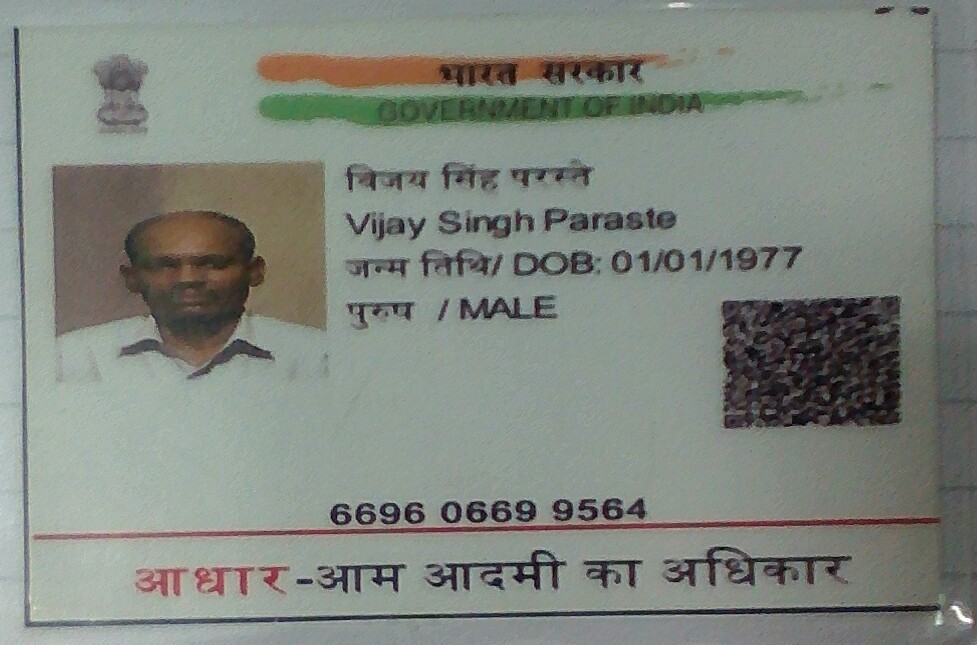 भारत सरकार
GOVERNMENT OF INDIA
विजय सिंह परस्ते
Vijay Singh Paraste
जन्म तिथि/ DOB: 01/01/1977
पुरुष / MALE
6696 0669 9564
आधार-आम आदमी का अधिकार